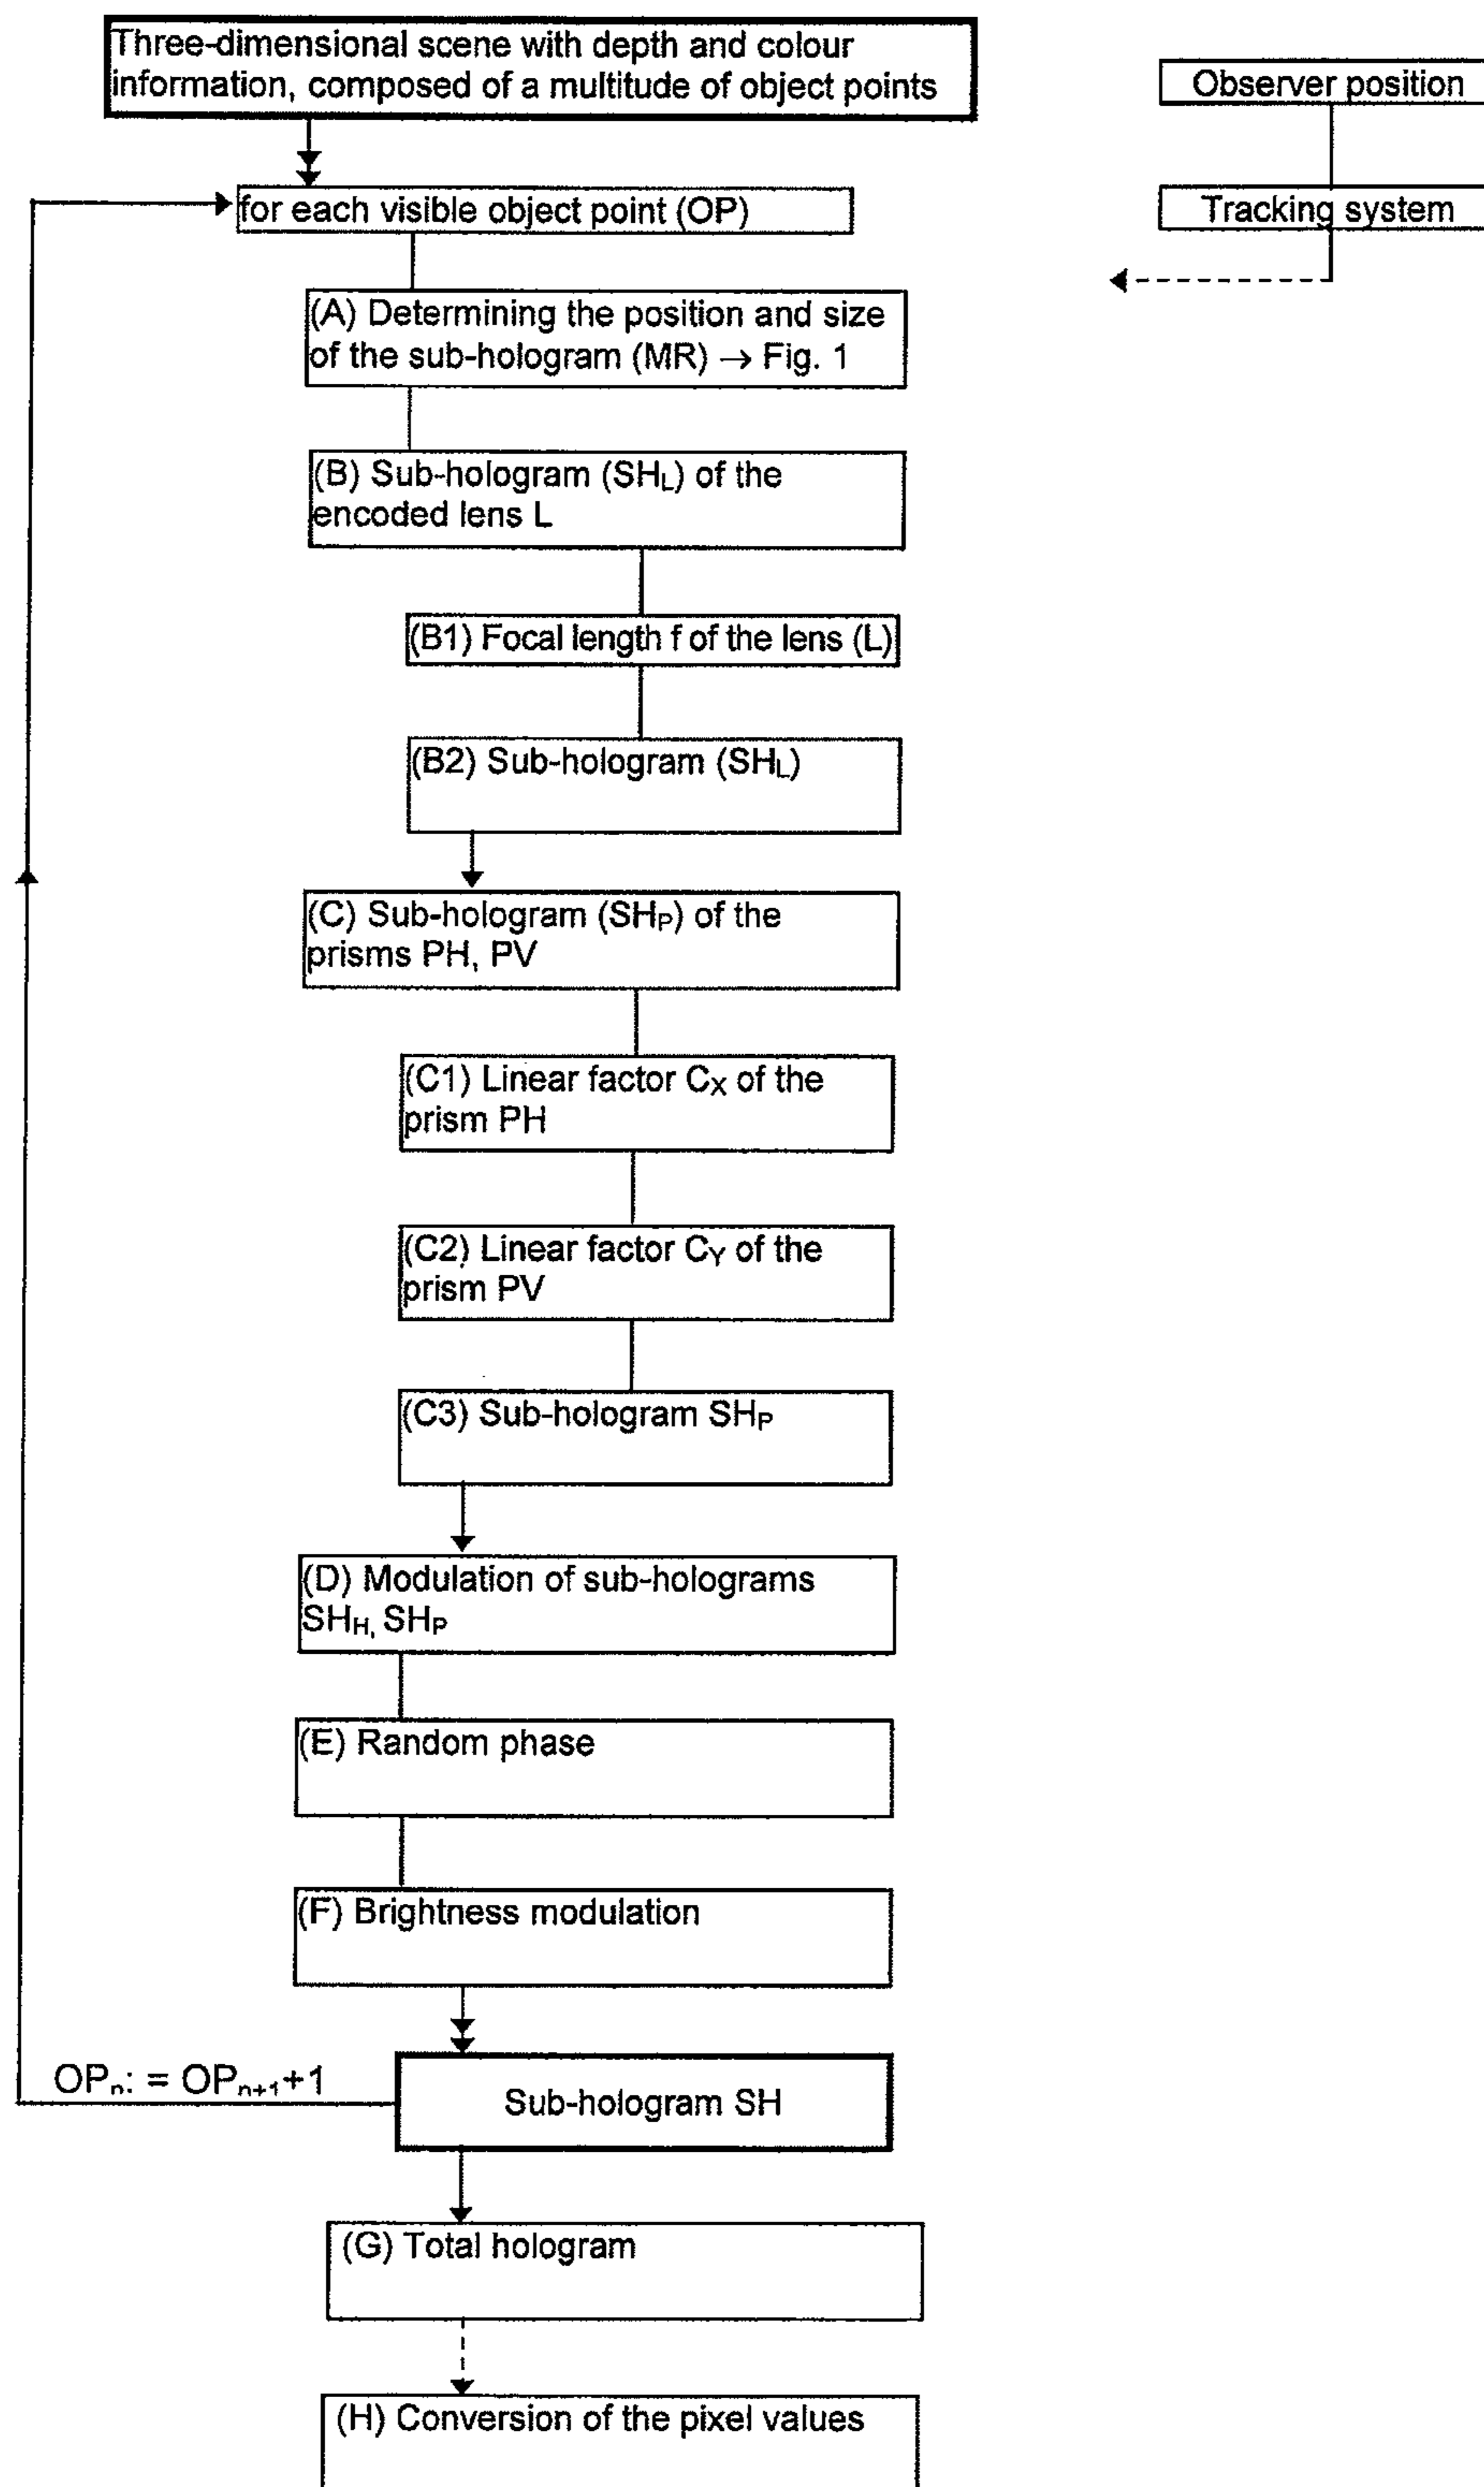 Three-dimensional scene with depth and colour
information, composed of a multitude of object points
Observer position
for each visible object point (OP)
Tracking system
(A) Determining the position and size
of the sub-hologram (MR) → Fig. 1
(B) Sub-hologram (SHL) of the
encoded lens L
(B1) Focal length f of the lens (L)
(B2) Sub-hologram (SHL)
(C) Sub-hologram (SHP) of the
prisms PH, PV
(C1) Linear factor CX of the
prism PH
(C2) Linear factor CY of the
prism PV
(C3) Sub-hologram SHP
(D) Modulation of sub-holograms
SHH, SHP
(E) Random phase
(F) Brightness modulation
OPn: = OPn+1+1
Sub-hologram SH
(G) Total hologram
(H) Conversion of the pixel values